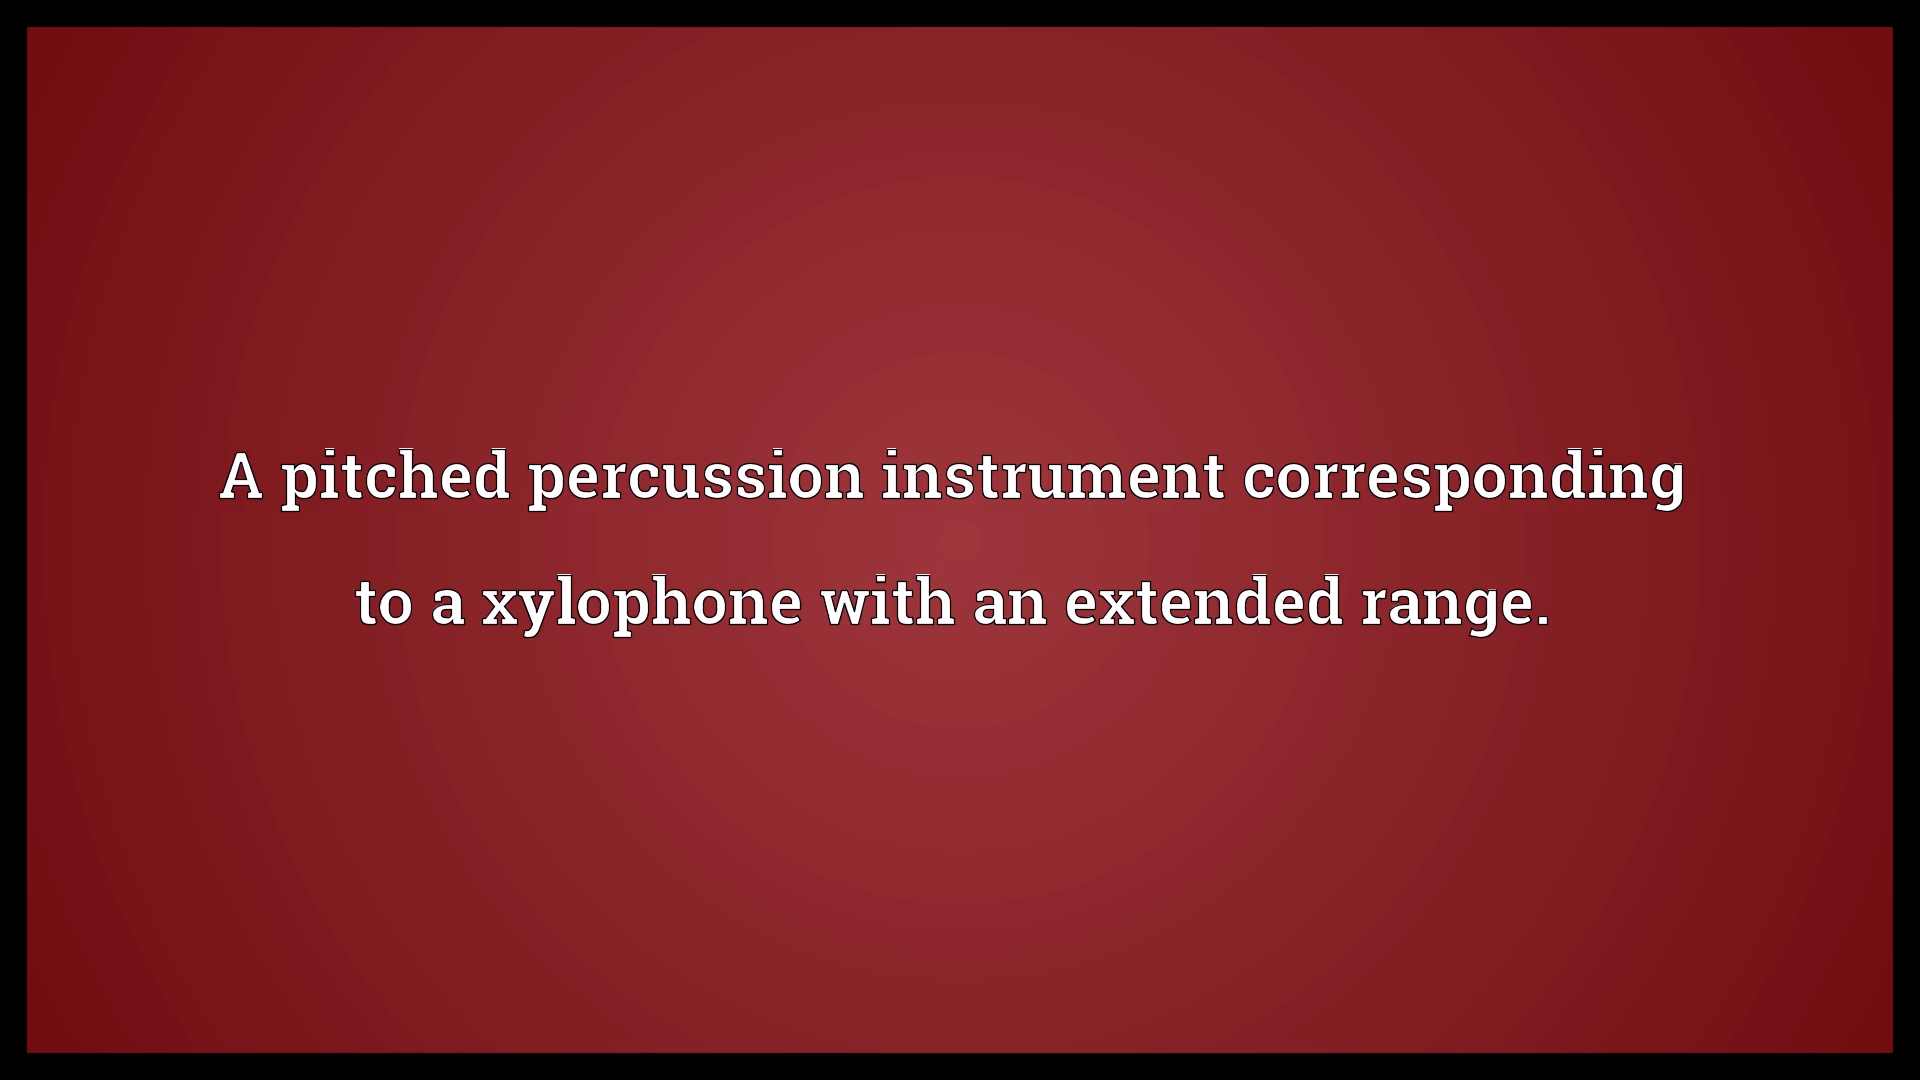 A pitched percussion instrument corresponding
to a xylophone with an extended range.